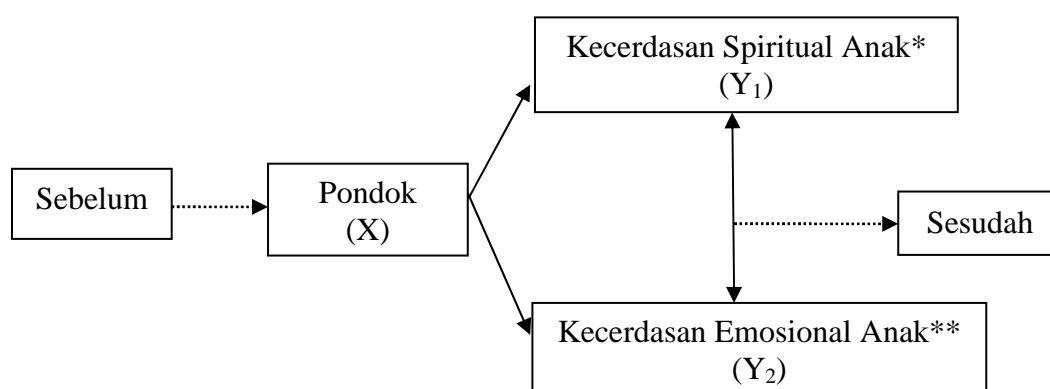 Kecerdasan Spiritual Anak*
(Y₁)
Sebelum
Pondok
(X)
Sesudah
Kecerdasan Emosional Anak**
(Y₂)